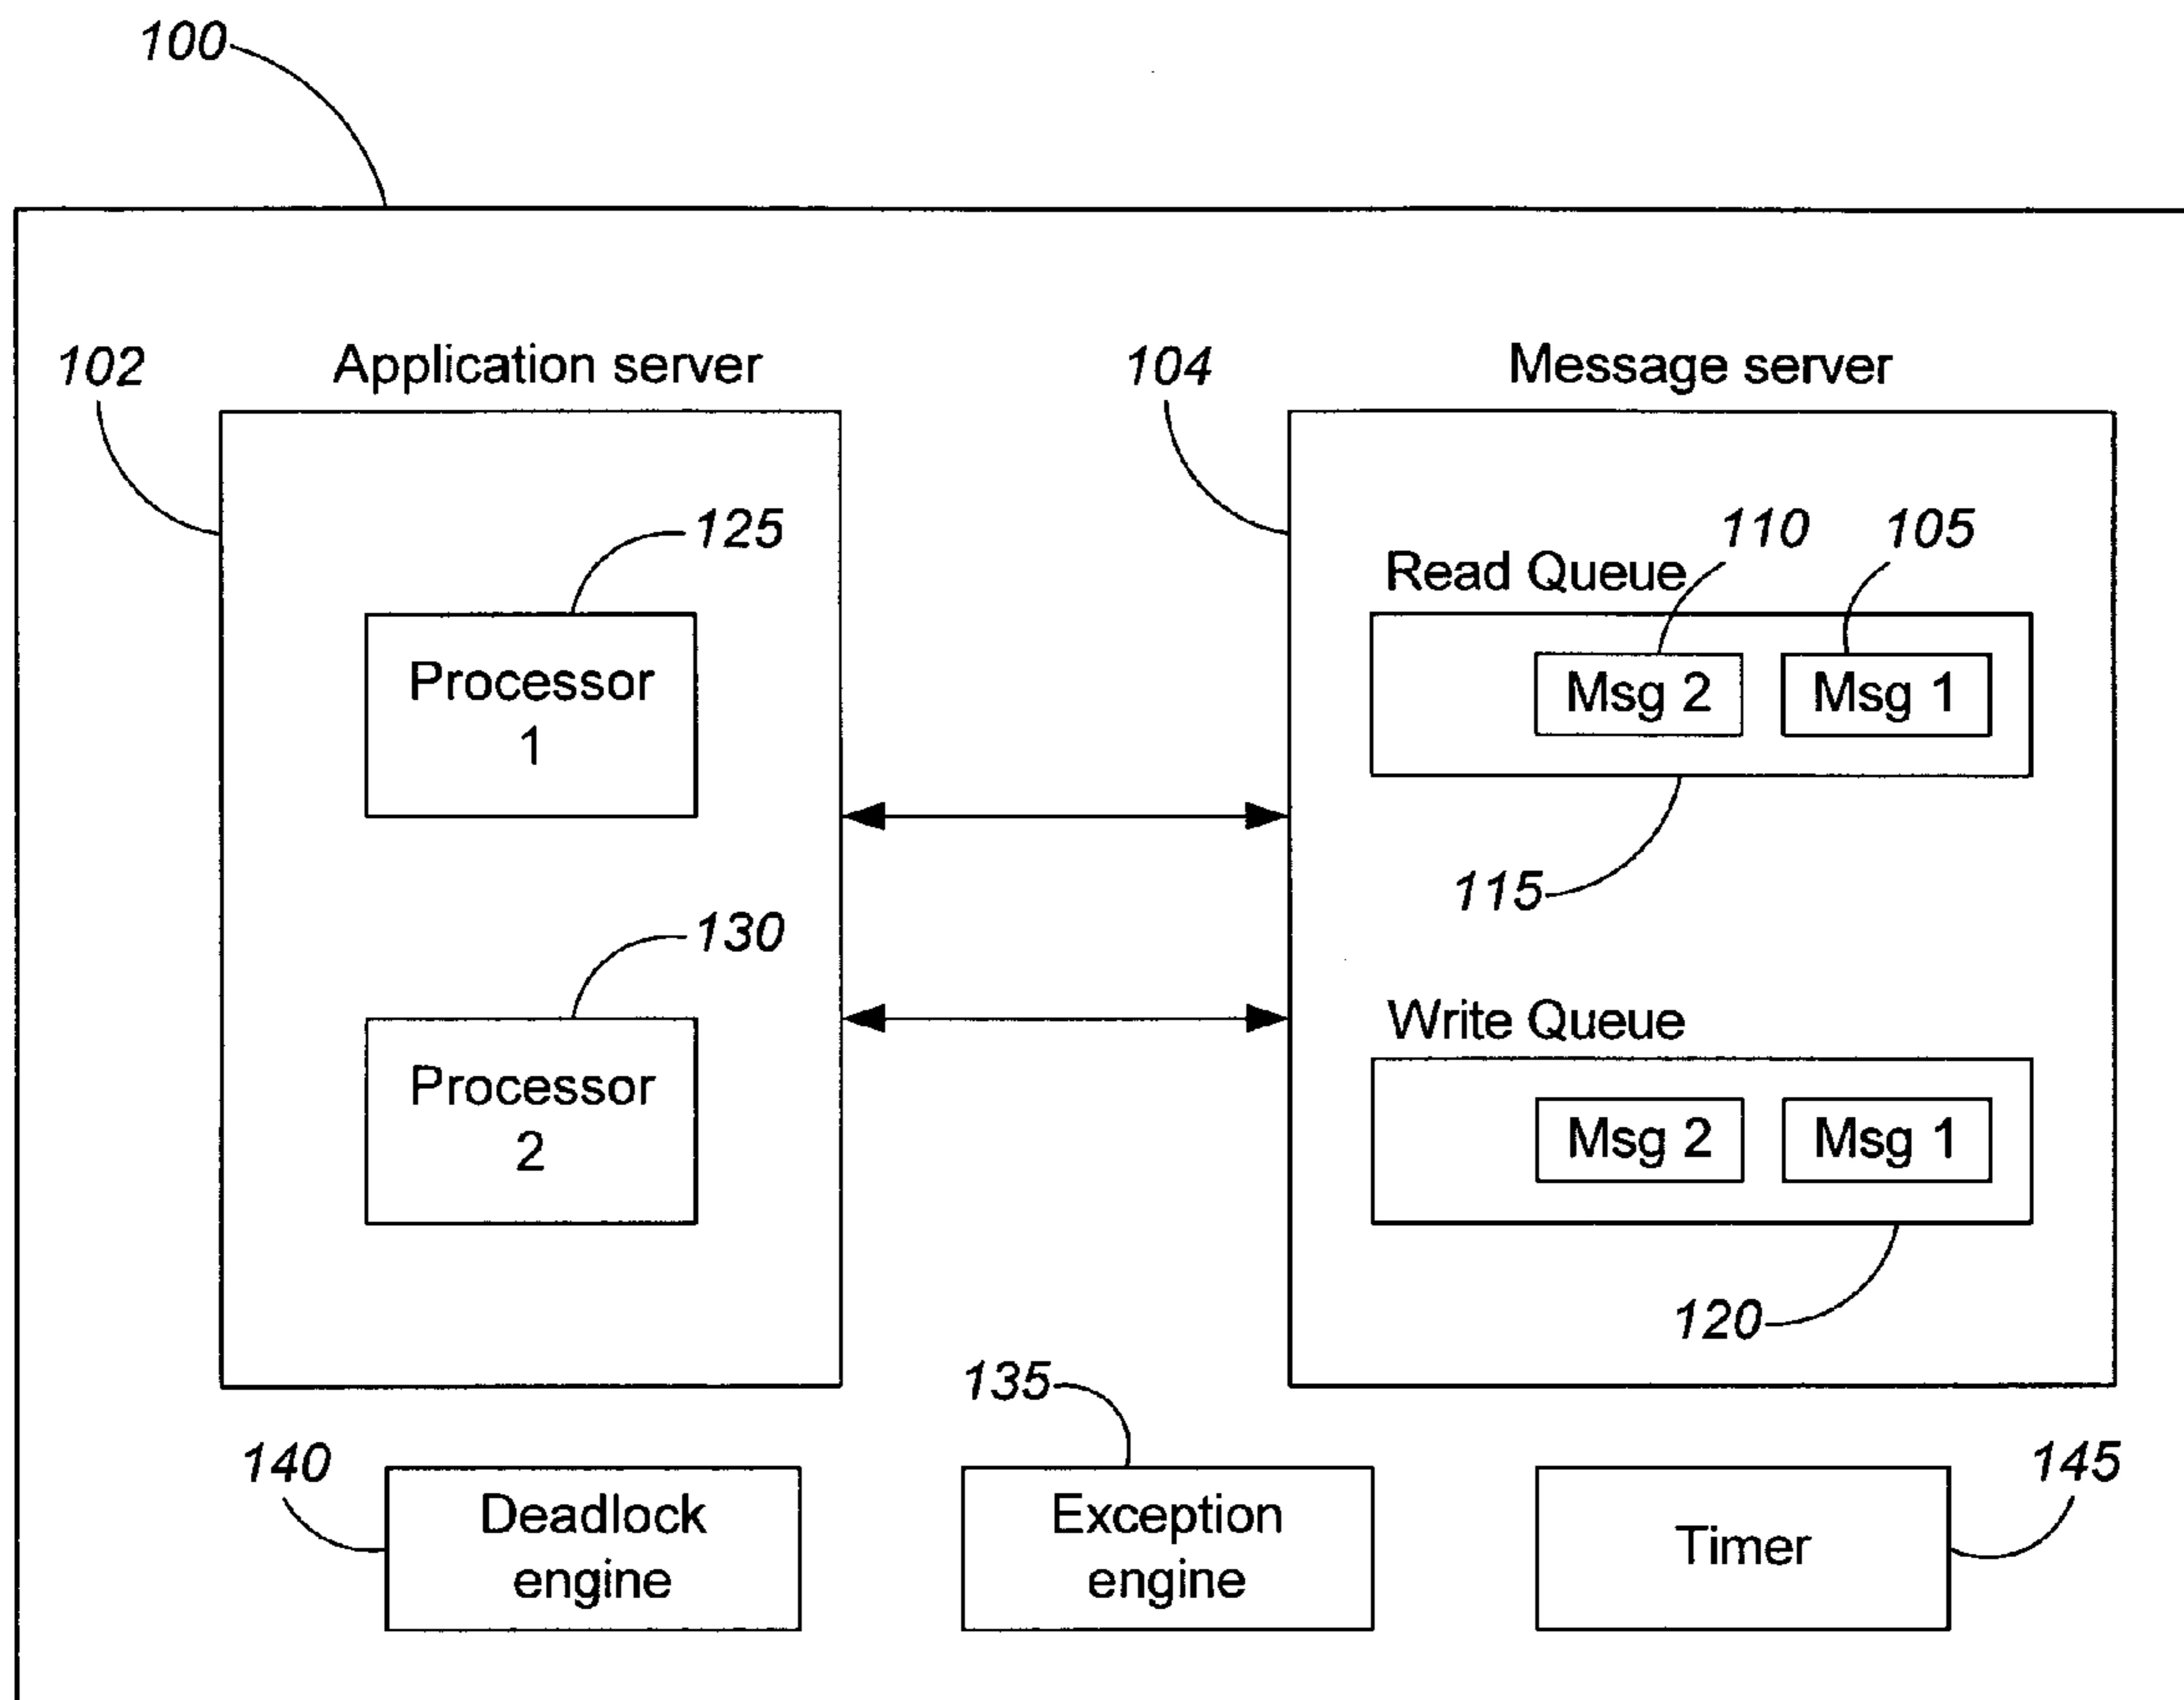 100
102
Application server
104
Message server
125
110
105
Read Queue
Processor
1
Msg 2
Msg 1
115
130
Write Queue
Processor
2
Msg 2
Msg 1
120
135
140
145
Deadlock
engine
Exception
engine
Timer